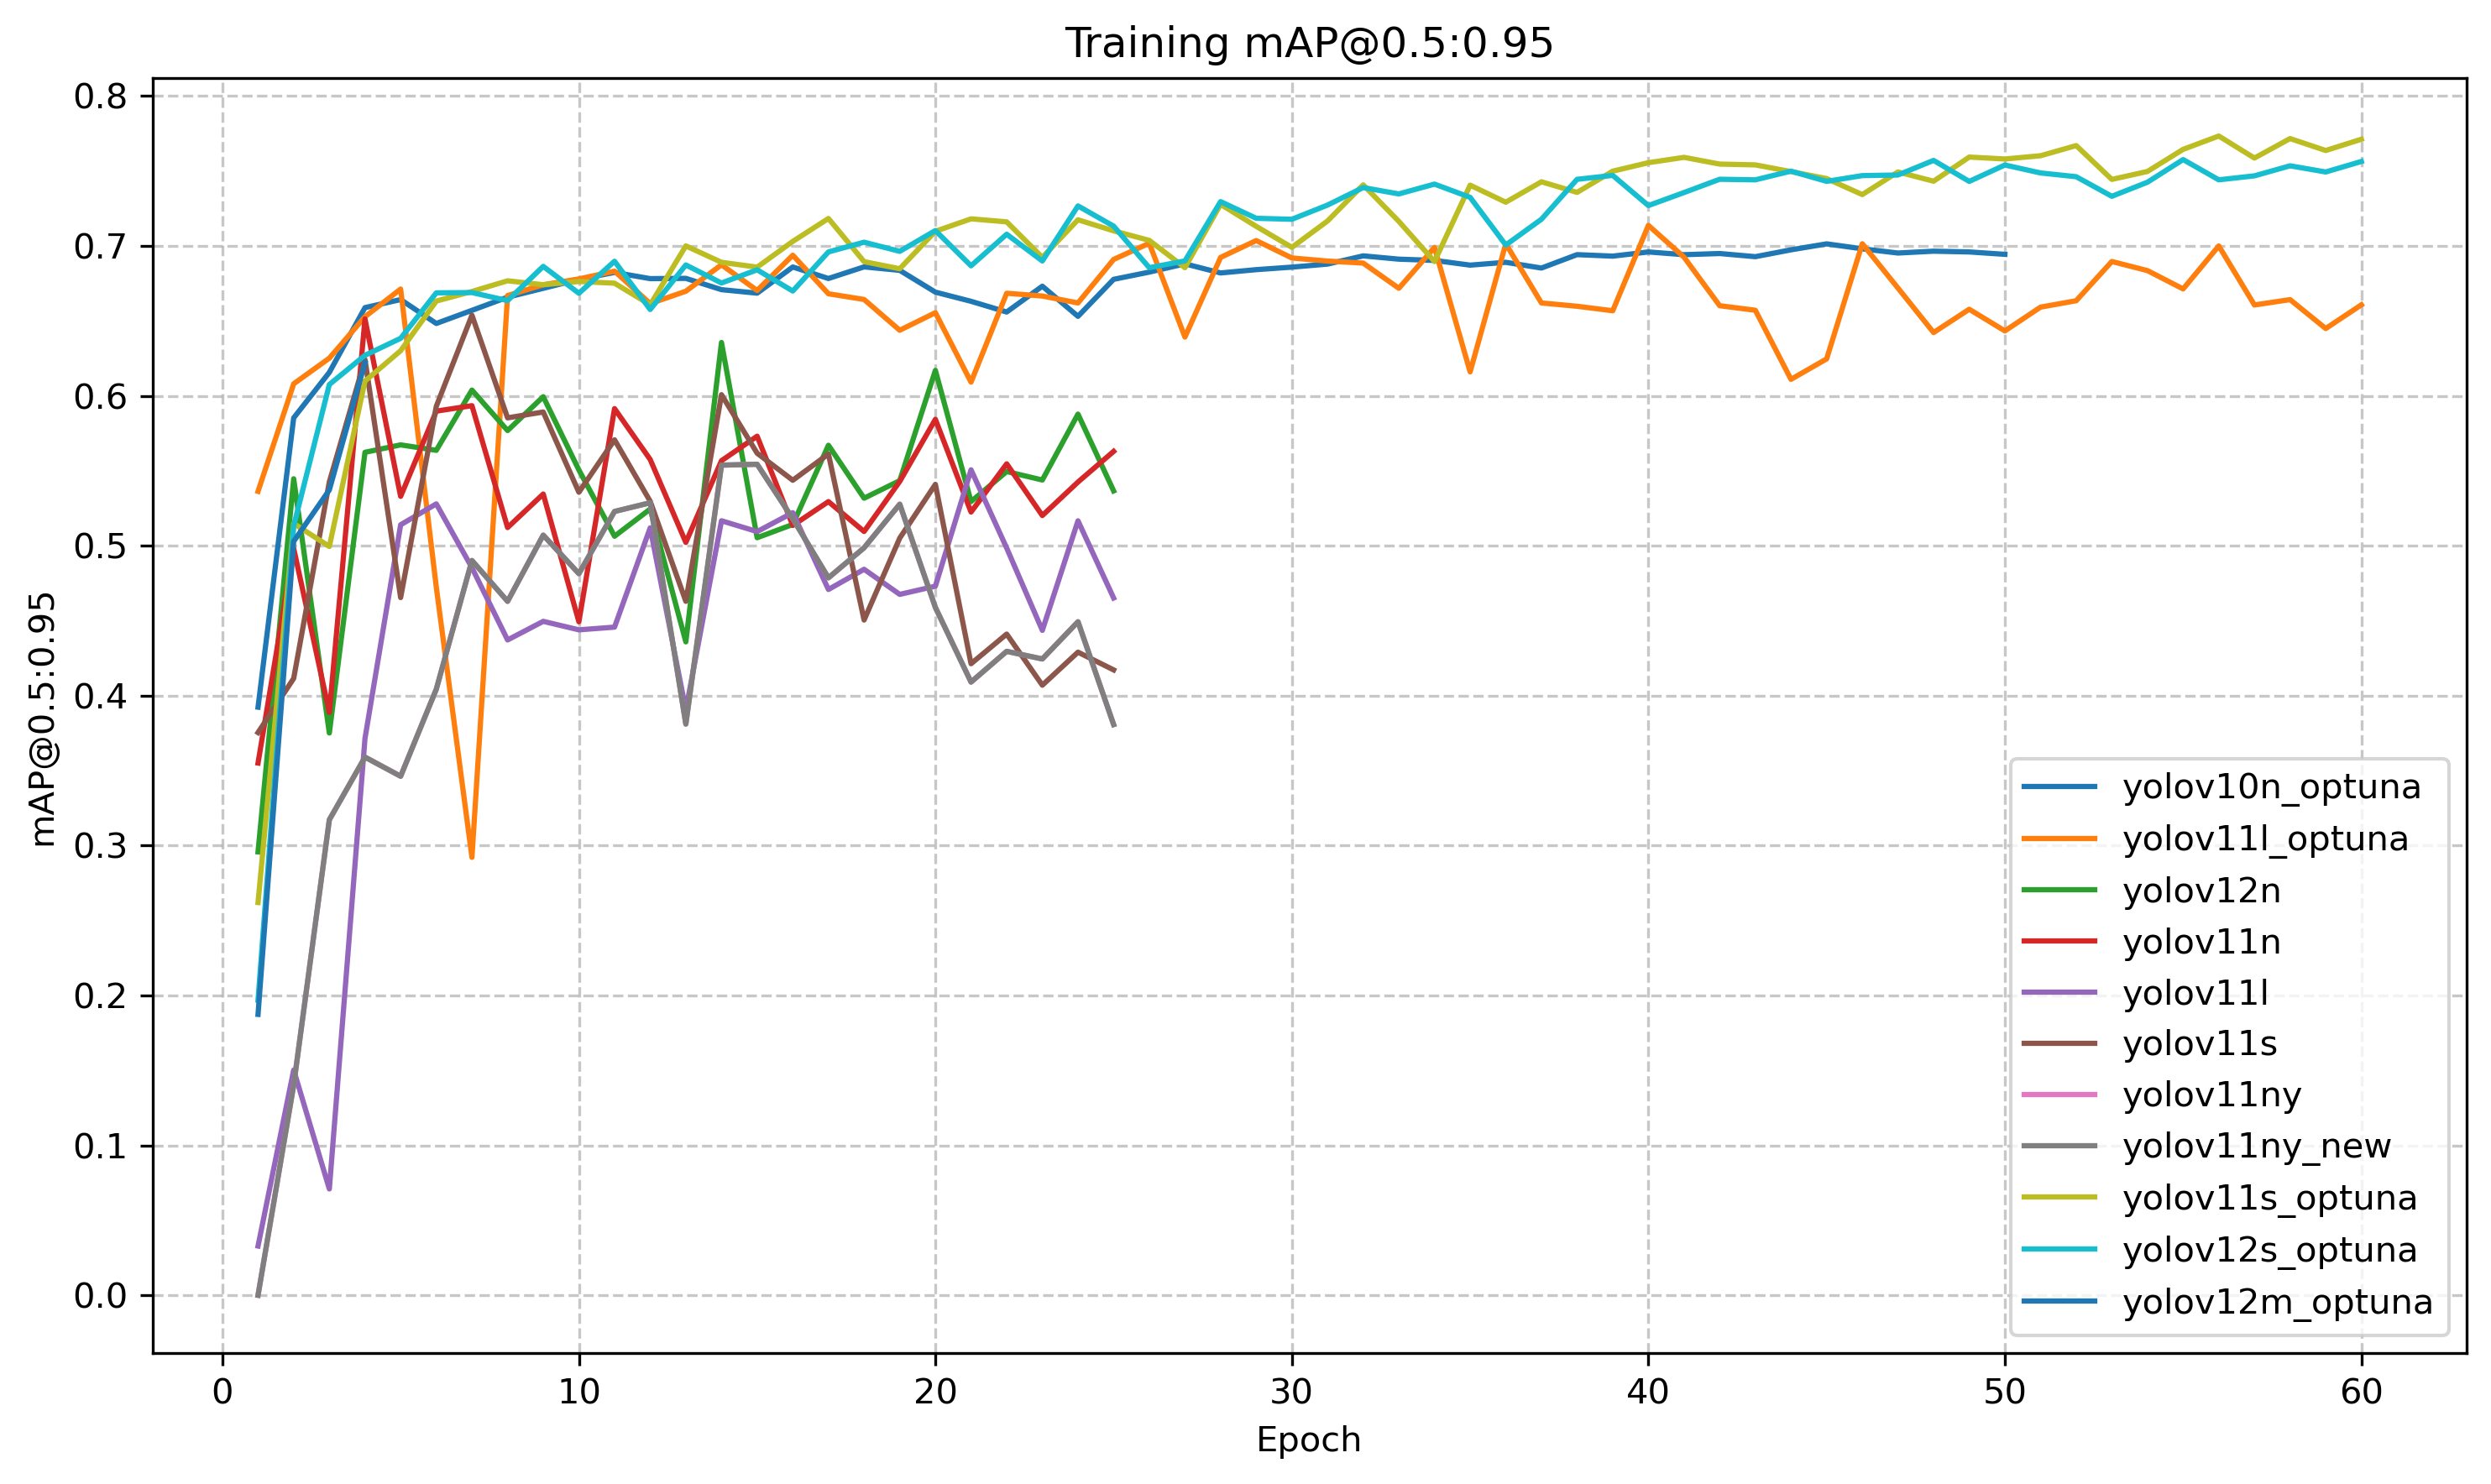 Training mAP@0.5:0.95
mAP@0.5:0.95
0.8
0.7
0.6
0.5
0.4
0.3
0.2
0.1
0.0
yolov10n_optuna
yolov11l_optuna
yolov12n
yolov11n
yolov11l
yolov11s
yolov11ny
yolov11ny_new
yolov11s_optuna
yolov12s_optuna
yolov12m_optuna
0 10 20 30 40 50 60
Epoch